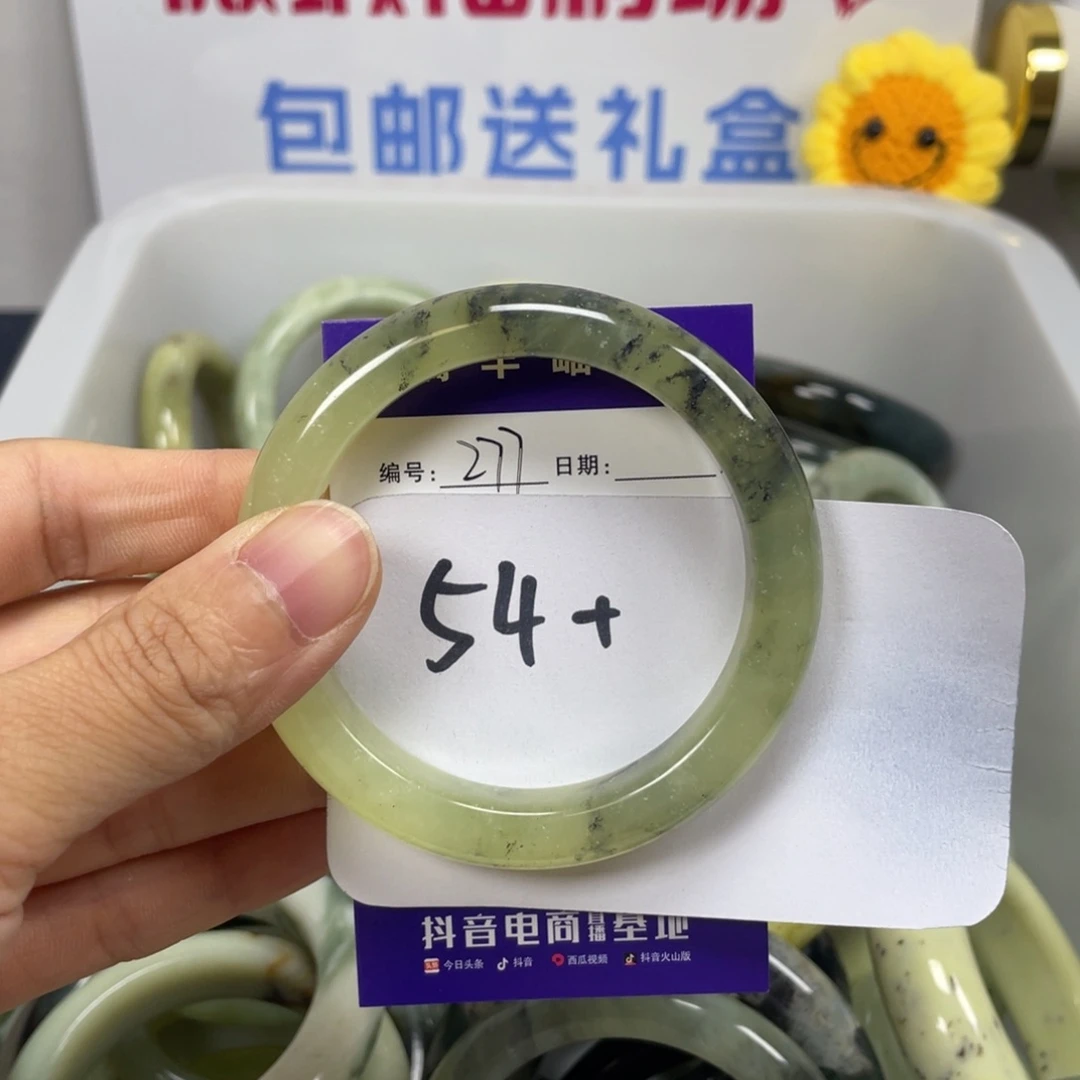 包邮送礼盒
编号: 277 日期:
54+
抖音电商直播基地
今日头条 抖音 西瓜视频 抖音火山版